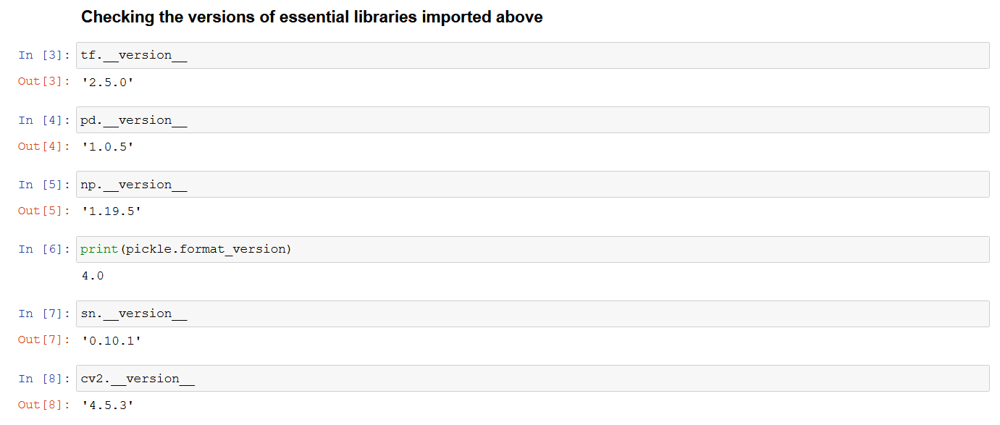 Checking the versions of essential libraries imported above
In [3]: tf.__version__
Out[3]: '2.5.0'
In [4]: pd.__version__
Out[4]: '1.0.5'
In [5]: np.__version__
Out[5]: '1.19.5'
In [6]: print(pickle.format_version)
4.0
In [7]: sn.__version__
Out[7]: '0.10.1'
In [8]: cv2.__version__
Out[8]: '4.5.3'